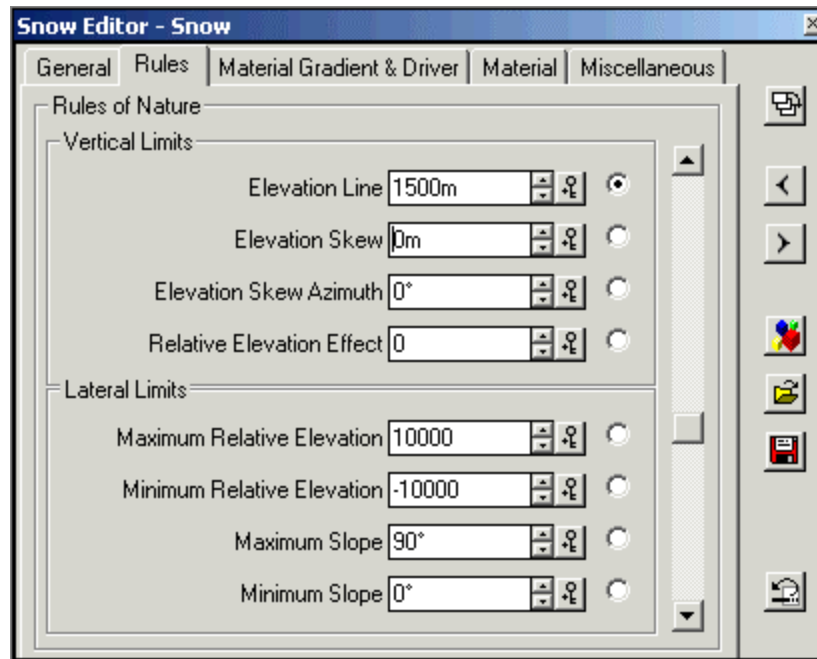 Snow Editor - Snow
General Rules Material Gradient & Driver Material Miscellaneous
Rules of Nature
Vertical Limits
Elevation Line 1500m
Elevation Skew 0m
Elevation Skew Azimuth 0°
Relative Elevation Effect 0
Lateral Limits
Maximum Relative Elevation 10000
Minimum Relative Elevation -10000
Maximum Slope 90°
Minimum Slope 0°